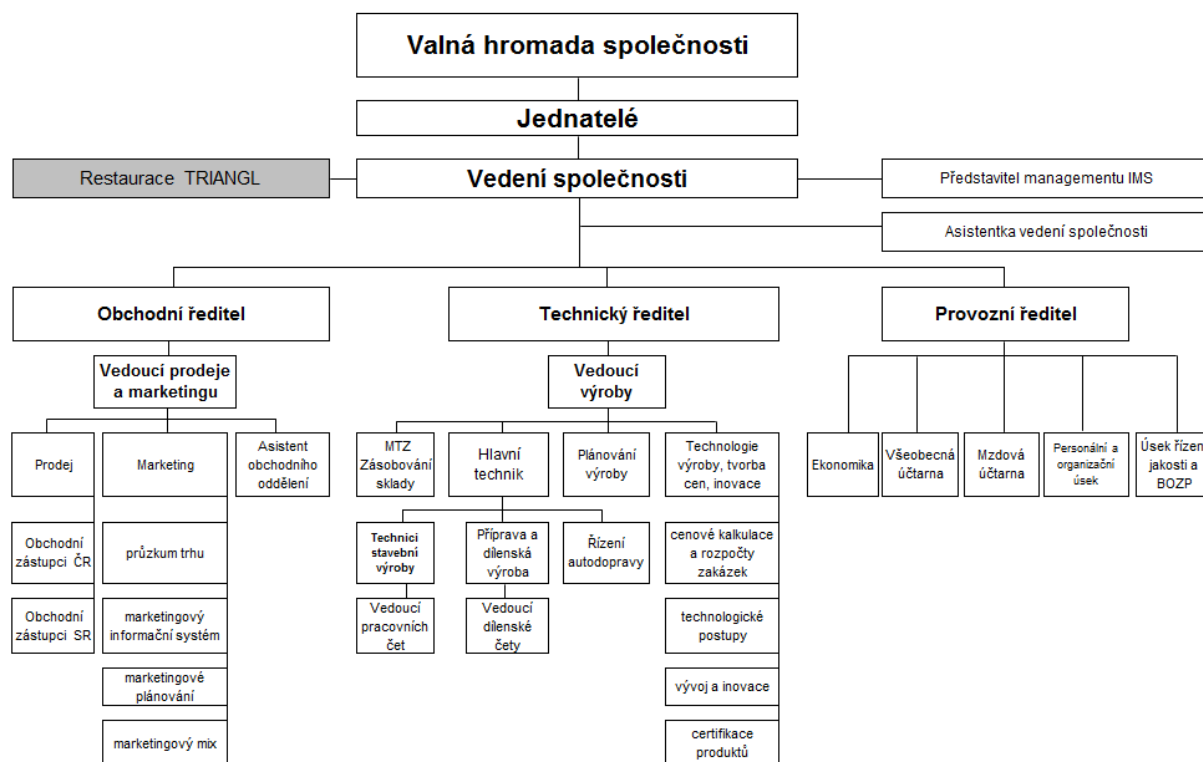 Valná hromada společnosti
Jednatelé
Restaurace TRIANGL
Vedení společnosti
Představitel managementu IMS
Asistentka vedení společnosti
Obchodní ředitel
Technický ředitel
Provozní ředitel
Vedoucí prodeje
a marketingu
Vedoucí
výroby
Prodej
Marketing
Asistent
obchodního
oddělení
MTZ
Zásobování
sklady
Hlavní
technik
Plánování
výroby
Technologie
výroby, tvorba
cen, inovace
Ekonomika
Všeobecná
účtárna
Mzdová
účtárna
Personální a
organizační
úsek
Úsek řízen
jakosti a
BOZP
Obchodní
zástupci ČR
průzkum trhu
Technici
stavební
výroby
Příprava a
dílenská
výroba
Řízení
autodopravy
cenové kalkulace
a rozpočty
zakázek
Obchodní
zástupci SR
marketingový
informační systém
Vedoucí
pracovních
čet
Vedoucí
dílenské
čety
technologické
postupy
marketingové
plánování
vývoj a inovace
marketingový mix
certifikace
produktů